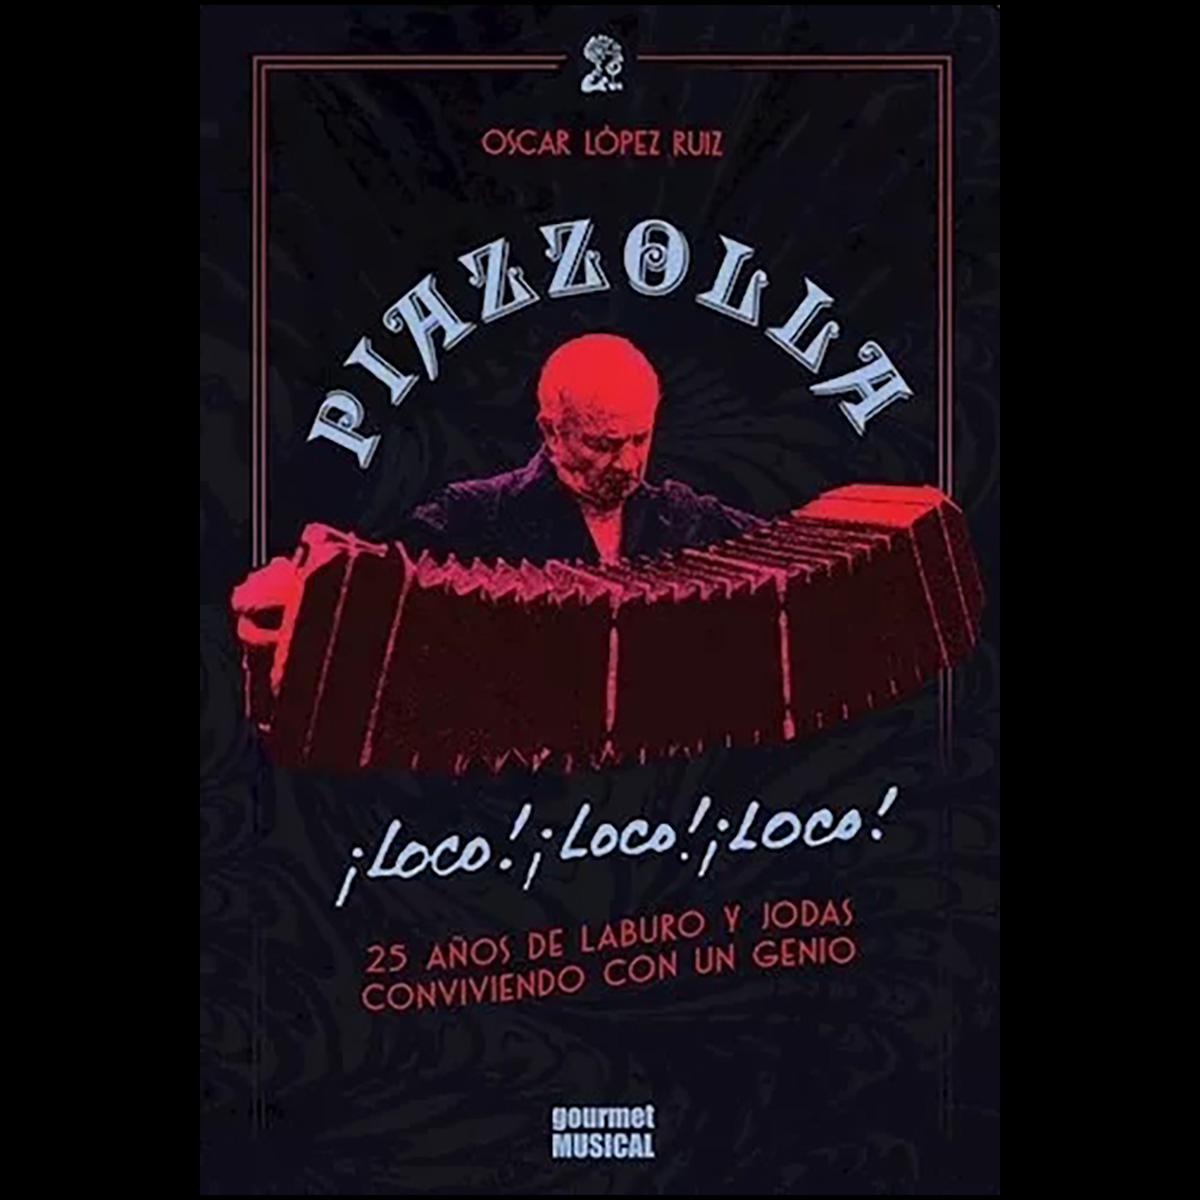 OSCAR LÓPEZ RUIZ
PIAZZOLLA
¡LOCO! ¡LOCO! ¡LOCO!
25 AÑOS DE LABURO Y JODAS
CONVIVIENDO CON UN GENIO
gourmet
MUSICAL